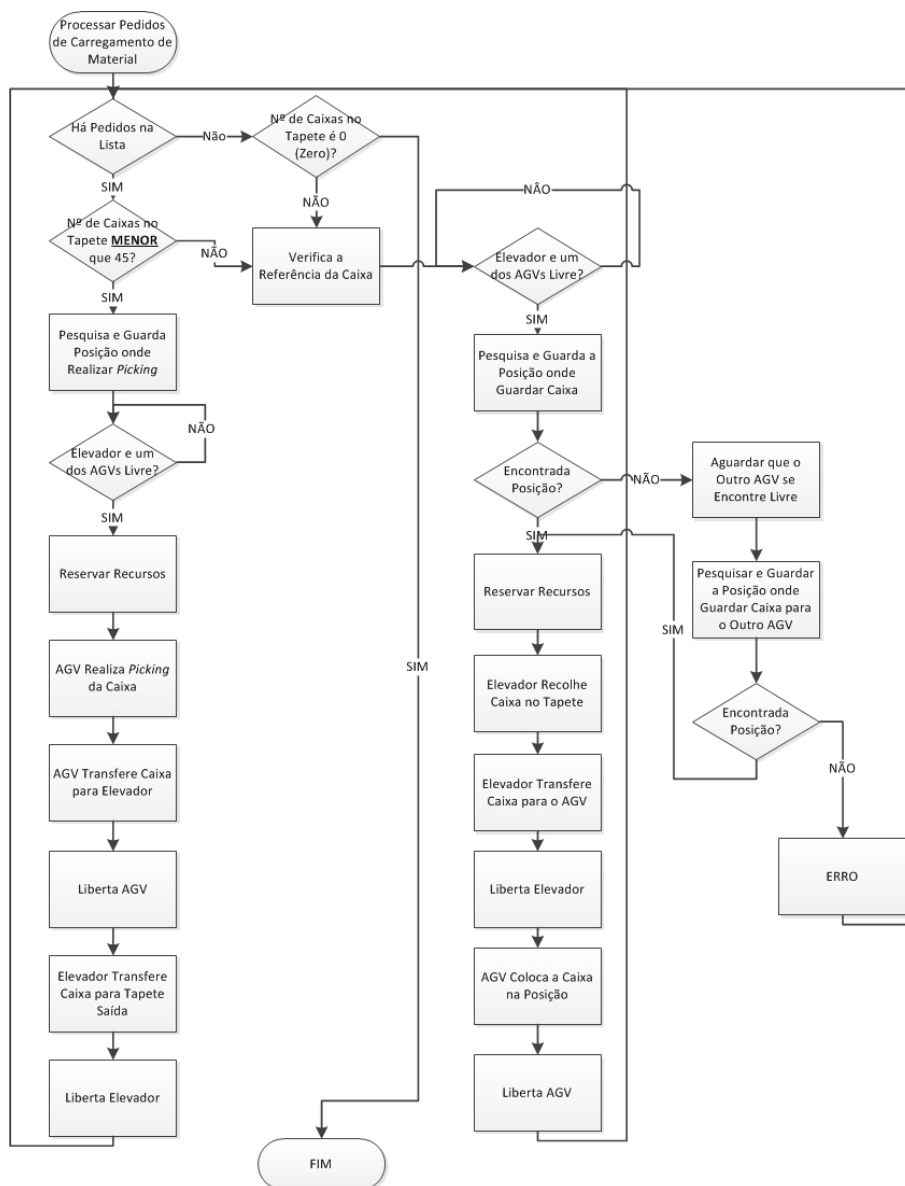 Processar Pedidos
de Carregamento de
Material
Há Pedidos na
Lista
Não
Nº de Caixas no
Tapete é 0
(Zero)?
SIM
NÃO
Nº de Caixas no
Tapete MENOR
que 45?
NÃO
Verifica a
Referência da Caixa
NÂO
Elevador e um
dos AGVs Livre?
SIM
SIM
Pesquisa e Guarda
Posição onde
Realizar Picking
Pesquisa e Guarda a
Posição onde
Guardar Caixa
NÃO
Elevador e um
dos AGVs Livre?
SIM
Encontrada
Posição?
NÃO
Aguardar que o
Outro AGV se
Encontre Livre
SIM
Reservar Recursos
Reservar Recursos
Pesquisar e Guardar
a Posição onde
Guardar Caixa para
o Outro AGV
SIM
SIM
AGV Realiza Picking
da Caixa
Elevador Recolhe
Caixa no Tapete
Encontrada
Posição?
NÃO
AGV Transfere Caixa
para Elevador
Elevador Transfere
Caixa para o AGV
Liberta AGV
Liberta Elevador
ERRO
Elevador Transfere
Caixa para Tapete
Saída
AGV Coloca a Caixa
na Posição
Liberta Elevador
Liberta AGV
FIM